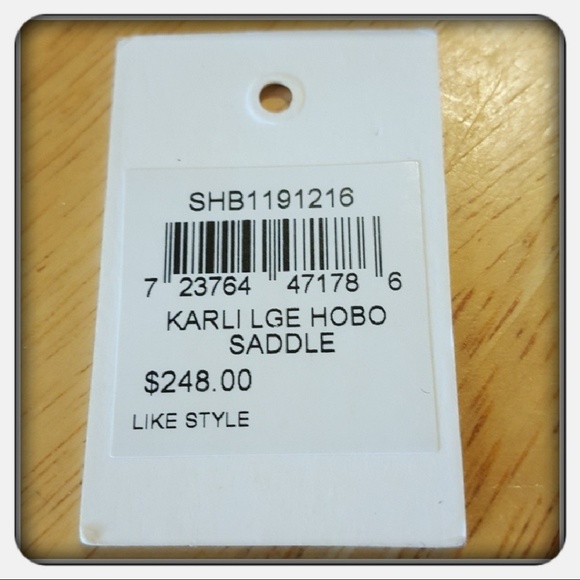 SHB1191216
7 23764 47178 6
KARLI LGE HOBO
SADDLE
$248.00
LIKE STYLE